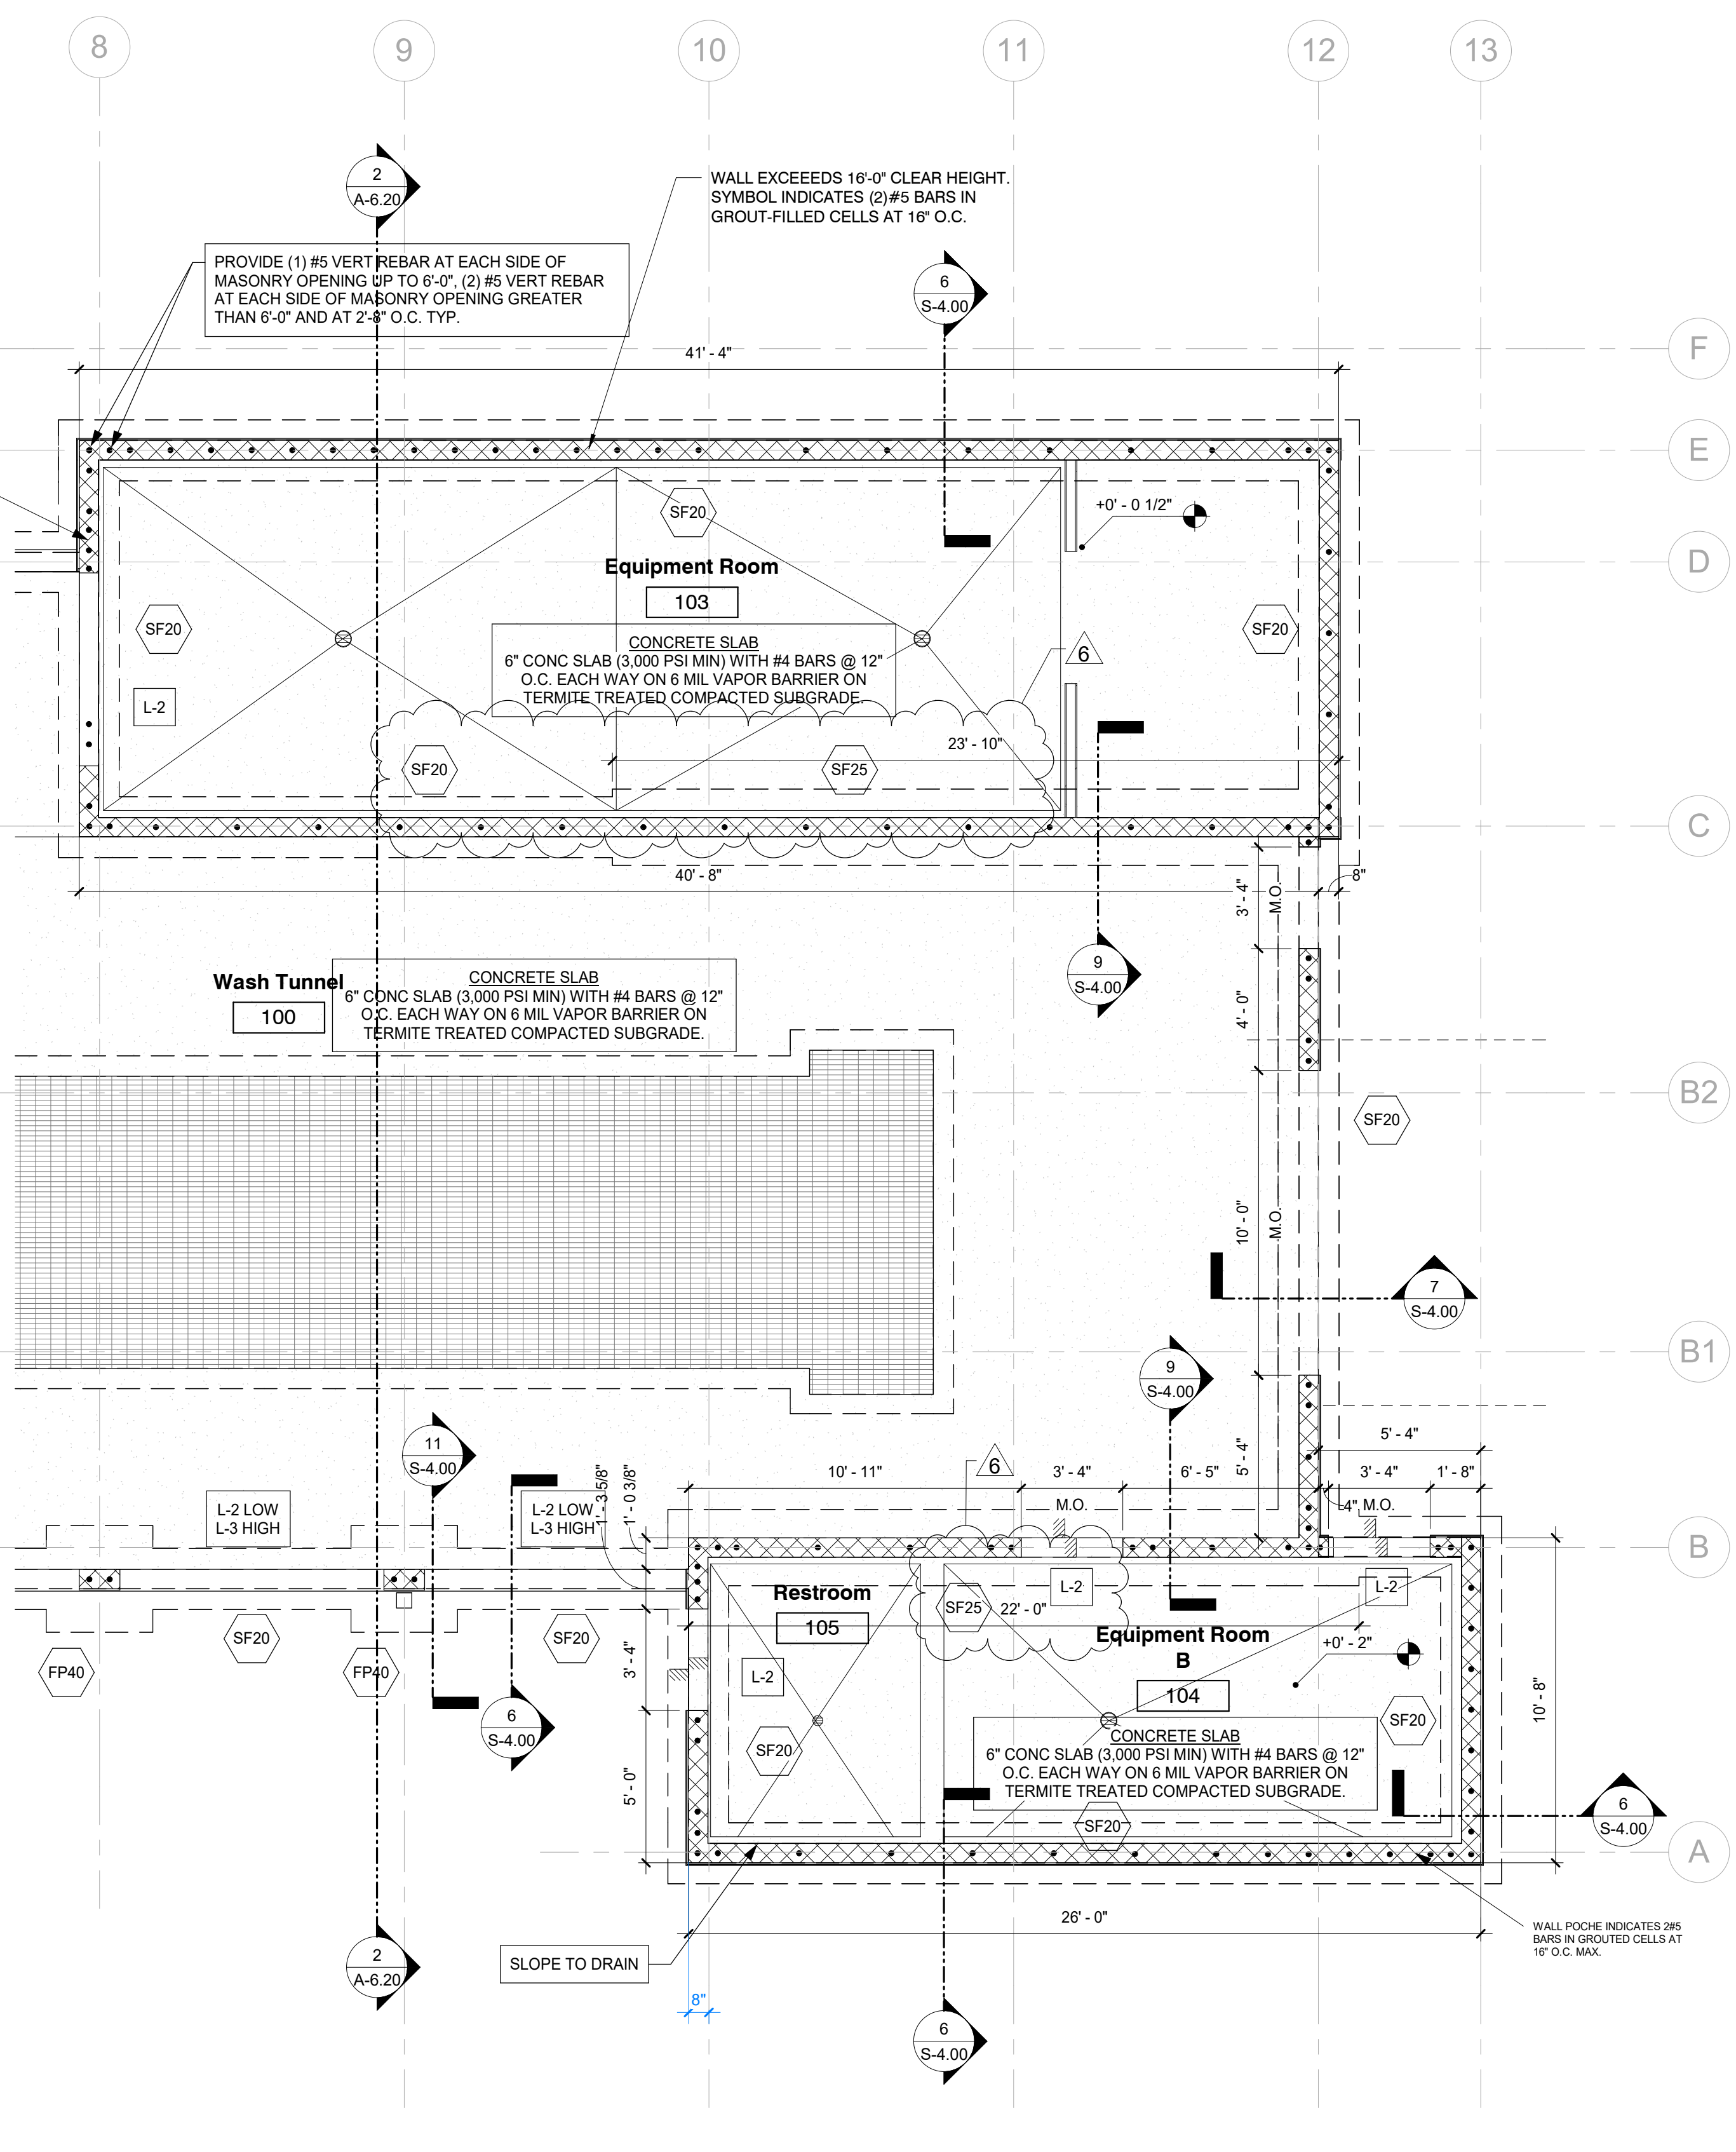 8
9
10
11
12
13
2
A-6.20
WALL EXCEEEDS 16'-0" CLEAR HEIGHT.
SYMBOL INDICATES (2)#5 BARS IN
GROUT-FILLED CELLS AT 16" O.C.
PROVIDE (1) #5 VERT REBAR AT EACH SIDE OF
MASONRY OPENING UP TO 6'-0", (2) #5 VERT REBAR
AT EACH SIDE OF MASONRY OPENING GREATER
THAN 6'-0" AND AT 2'-8" O.C. TYP.
6
S-4.00
F
41' - 4"
E
SF20
+0' - 0 1/2"
D
Equipment Room
103
SF20
SF20
CONCRETE SLAB
6" CONC SLAB (3,000 PSI MIN) WITH #4 BARS @ 12"
O.C. EACH WAY ON 6 MIL VAPOR BARRIER ON
TERMITE TREATED COMPACTED SUBGRADE.
6
L-2
23' - 10"
SF20
SF25
C
40' - 8"
8"
3' - 4"
M.O.
9
S-4.00
Wash Tunnel
100
CONCRETE SLAB
6" CONC SLAB (3,000 PSI MIN) WITH #4 BARS @ 12"
O.C. EACH WAY ON 6 MIL VAPOR BARRIER ON
TERMITE TREATED COMPACTED SUBGRADE.
4' - 0"
B2
SF20
10' - 0"
M.O.
7
S-4.00
B1
9
S-4.00
11
S-4.00
5' - 4"
5' - 4"
10' - 11"
6
3' - 4"
6' - 5"
3' - 4"
1' - 8"
M.O.
4"
M.O.
L-2 LOW
L-3 HIGH
L-2 LOW
L-3 HIGH
1' - 3 5/8"
1' - 0 3/8"
B
Restroom
105
SF25
22' - 0"
L-2
L-2
Equipment Room
B
104
+0' - 2"
SF20
SF20
FP40
FP40
3' - 4"
L-2
10' - 8"
6
S-4.00
SF20
SF20
CONCRETE SLAB
6" CONC SLAB (3,000 PSI MIN) WITH #4 BARS @ 12"
O.C. EACH WAY ON 6 MIL VAPOR BARRIER ON
TERMITE TREATED COMPACTED SUBGRADE.
5' - 0"
SF20
6
S-4.00
A
26' - 0"
WALL POCHE INDICATES 2#5
BARS IN GROUTED CELLS AT
16" O.C. MAX.
2
A-6.20
SLOPE TO DRAIN
8"
6
S-4.00